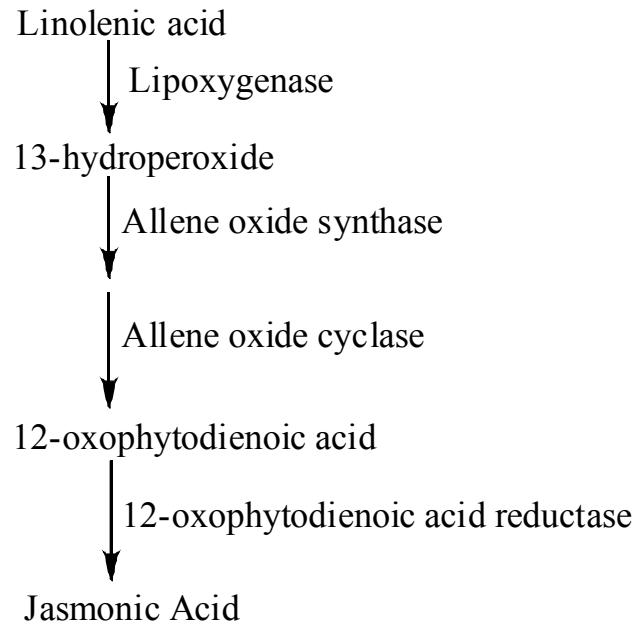 Linolenic acid
Lipoxygenase
13-hydroperoxide
Allene oxide synthase
Allene oxide cyclase
12-oxophytodienoic acid
12-oxophytodienoic acid reductase
Jasmonic Acid